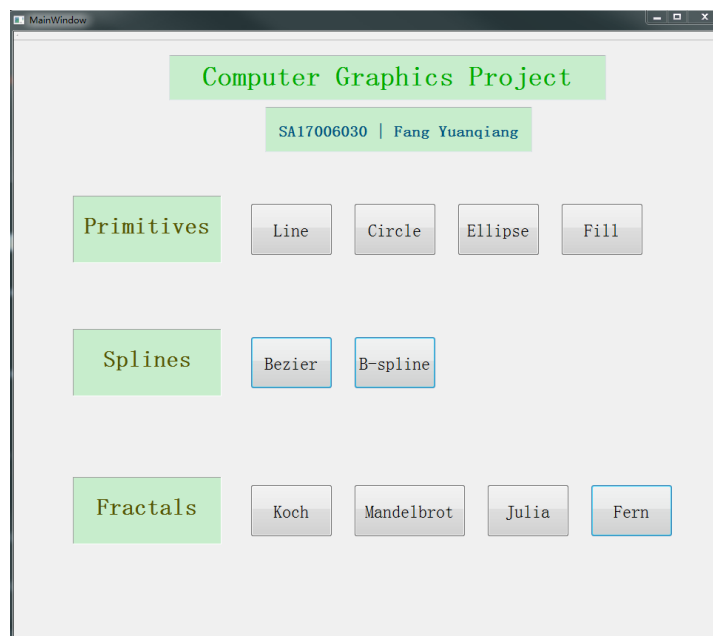 MainWindow
Computer Graphics Project
SA17006030 | Fang Yuanqiang
Primitives Line Circle Ellipse Fill
Splines Bezier B-spline
Fractals Koch Mandelbrot Julia Fern